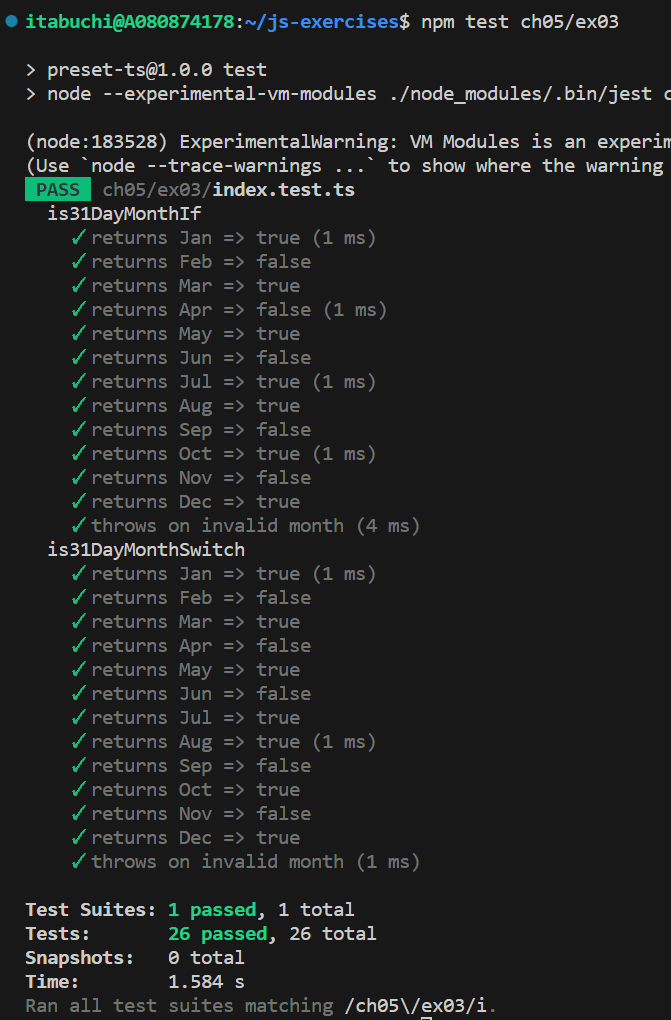 itabuchi@A080874178:~/js-exercises$ npm test ch05/ex03
> preset-ts@1.0.0 test
> node --experimental-vm-modules ./node_modules/.bin/jest c
(node:183528) ExperimentalWarning: VM Modules is an experim
(Use `node --trace-warnings ...` to show where the warning
PASS ch05/ex03/index.test.ts
is31DayMonthIf
✓ returns Jan => true (1 ms)
✓ returns Feb => false
✓ returns Mar => true
✓ returns Apr => false (1 ms)
✓ returns May => true
✓ returns Jun => false
✓ returns Jul => true (1 ms)
✓ returns Aug => true
✓ returns Sep => false
✓ returns Oct => true (1 ms)
✓ returns Nov => false
✓ returns Dec => true
✓ throws on invalid month (4 ms)
is31DayMonthSwitch
✓ returns Jan => true (1 ms)
✓ returns Feb => false
✓ returns Mar => true
✓ returns Apr => false
✓ returns May => true
✓ returns Jun => false
✓ returns Jul => true
✓ returns Aug => true (1 ms)
✓ returns Sep => false
✓ returns Oct => true
✓ returns Nov => false
✓ returns Dec => true
✓ throws on invalid month (1 ms)
Test Suites: 1 passed, 1 total
Tests: 26 passed, 26 total
Snapshots: 0 total
Time: 1.584 s
Ran all test suites matching /ch05\/ex03/i.